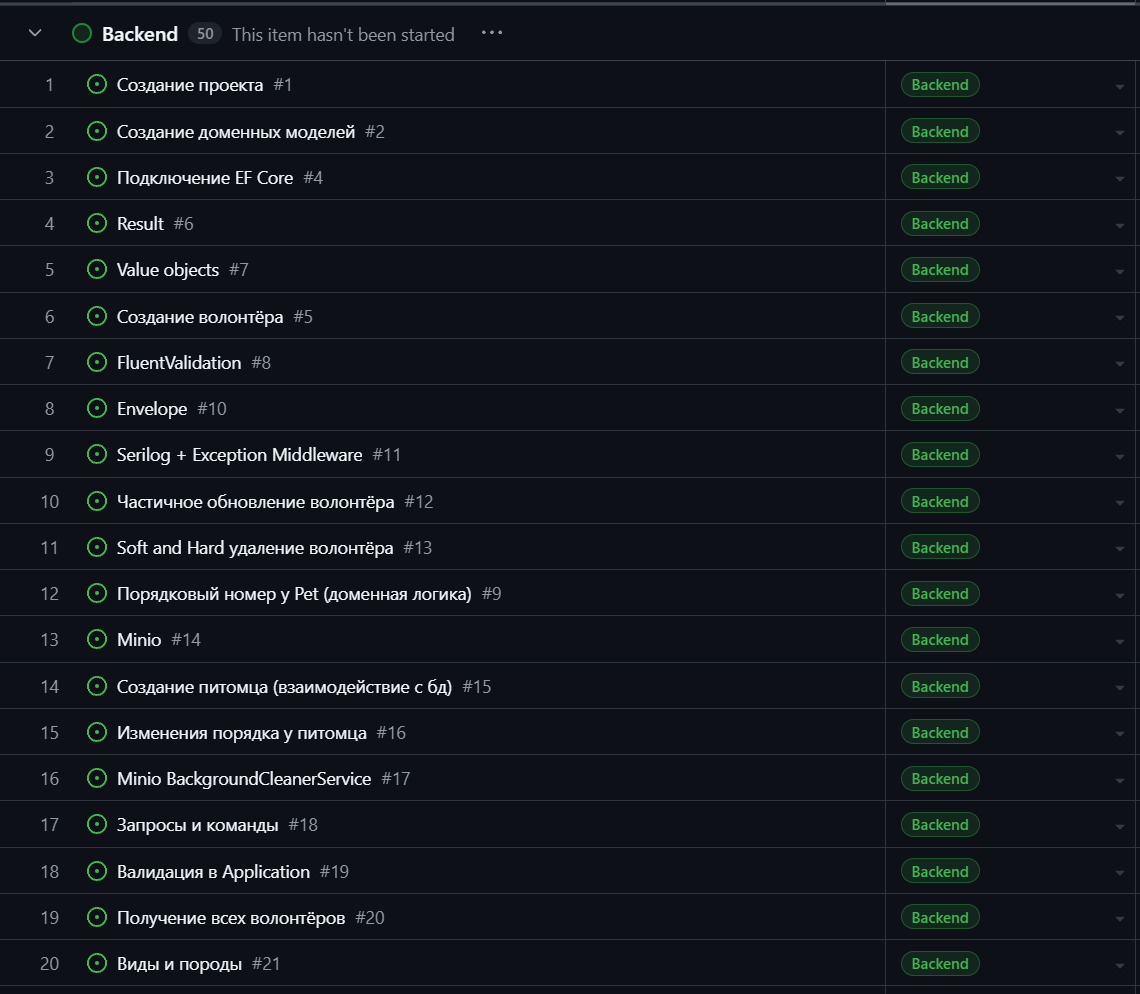 Backend 50 This item hasn't been started ...
1 Создание проекта #1 Backend
2 Создание доменных моделей #2 Backend
3 Подключение EF Core #4 Backend
4 Result #6 Backend
5 Value objects #7 Backend
6 Создание волонтёра #5 Backend
7 FluentValidation #8 Backend
8 Envelope #10 Backend
9 Serilog + Exception Middleware #11 Backend
10 Частичное обновление волонтёра #12 Backend
11 Soft and Hard удаление волонтёра #13 Backend
12 Порядковый номер у Pet (доменная логика) #9 Backend
13 Minio #14 Backend
14 Создание питомца (взаимодействие с бд) #15 Backend
15 Изменения порядка у питомца #16 Backend
16 Minio BackgroundCleanerService #17 Backend
17 Запросы и команды #18 Backend
18 Валидация в Application #19 Backend
19 Получение всех волонтёров #20 Backend
20 Виды и породы #21 Backend